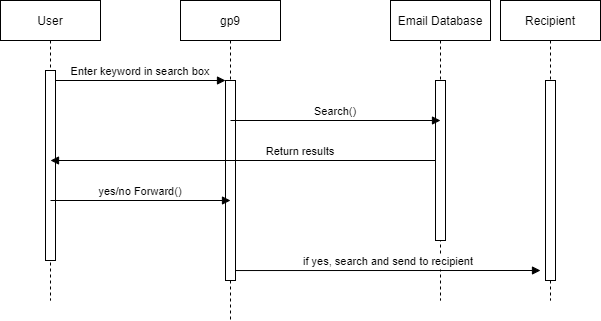 User
gp9
Email Database
Recipient
Enter keyword in search box
Search()
Return results
yes/no Forward()
if yes, search and send to recipient